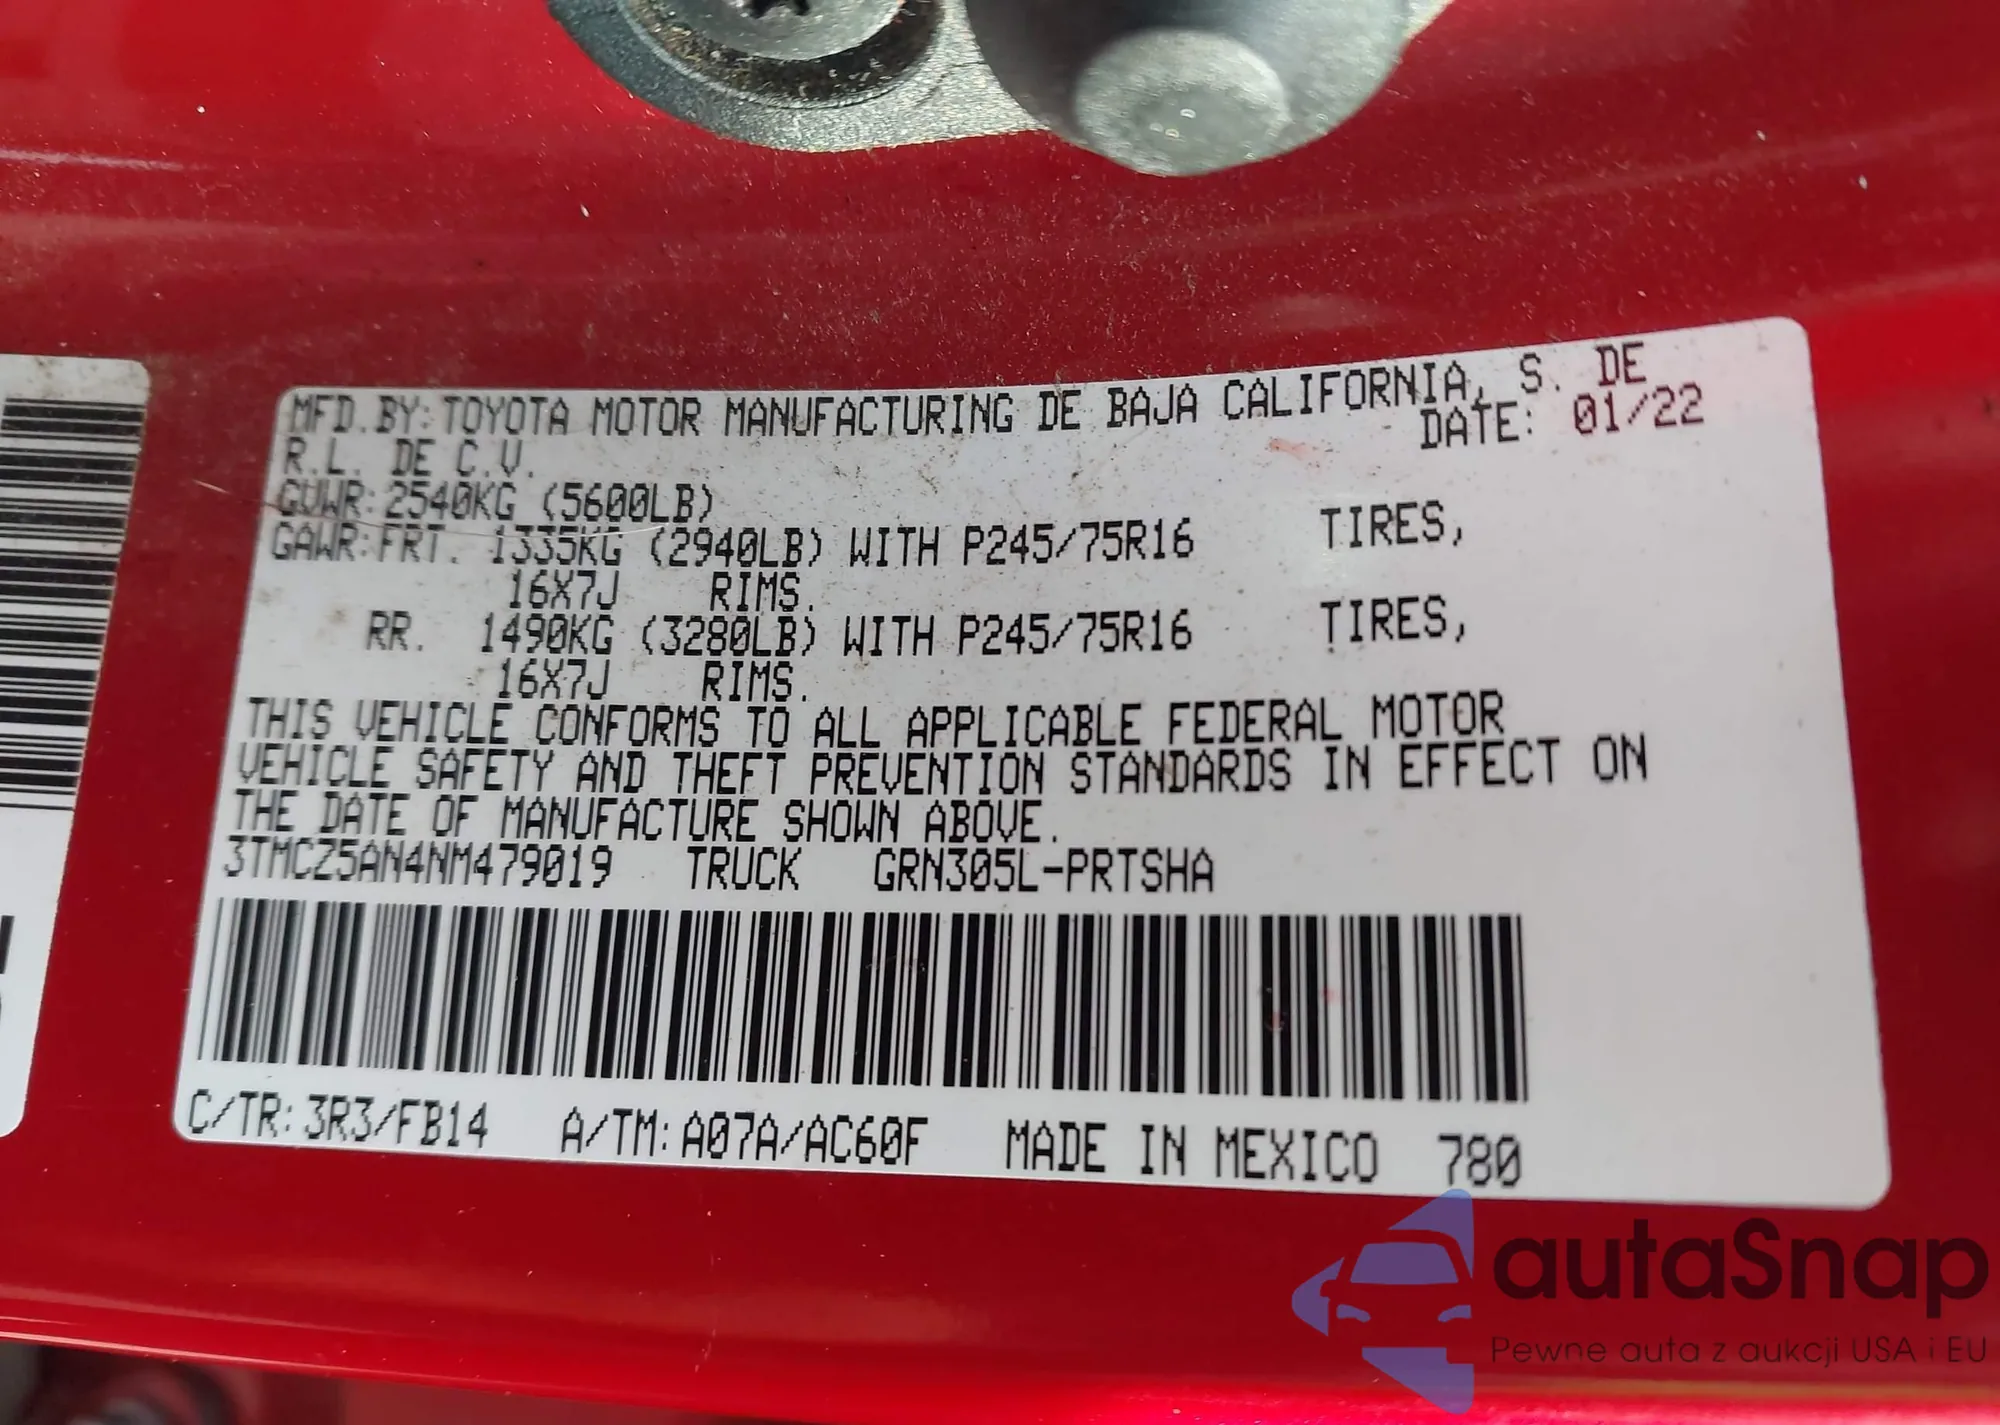 MFD.BY:TOYOTA MOTOR MANUFACTURING DE BAJA CALIFORNIA, S. DE
R.L. DE C.V. DATE: 01/22
GVWR:2540KG (5600LB)
GAWR:FRT. 1335KG (2940LB) WITH P245/75R16 TIRES,
16X7J RIMS.
RR. 1490KG (3280LB) WITH P245/75R16 TIRES,
16X7J RIMS.
THIS VEHICLE CONFORMS TO ALL APPLICABLE FEDERAL MOTOR
VEHICLE SAFETY AND THEFT PREVENTION STANDARDS IN EFFECT ON
THE DATE OF MANUFACTURE SHOWN ABOVE.
3TMCZ5AN4NM479019 TRUCK GRN305L-PRTSHA
C/TR:3R3/FB14 A/TM:A07A/AC60F MADE IN MEXICO 780
autaSnap
Pewne auta z aukcji USA i EU